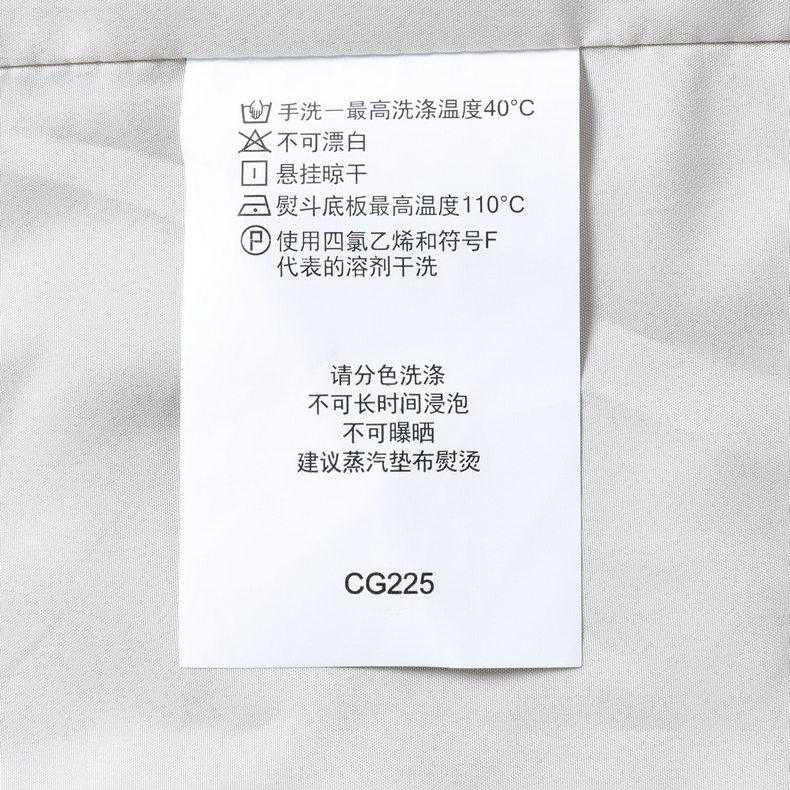 手洗一最高洗涤温度40°C
不可漂白
悬挂晾干
熨斗底板最高温度110°C
P 使用四氯乙烯和符号F
代表的溶剂干洗
请分色洗涤
不可长时间浸泡
不可曝晒
建议蒸汽垫布熨烫
CG225